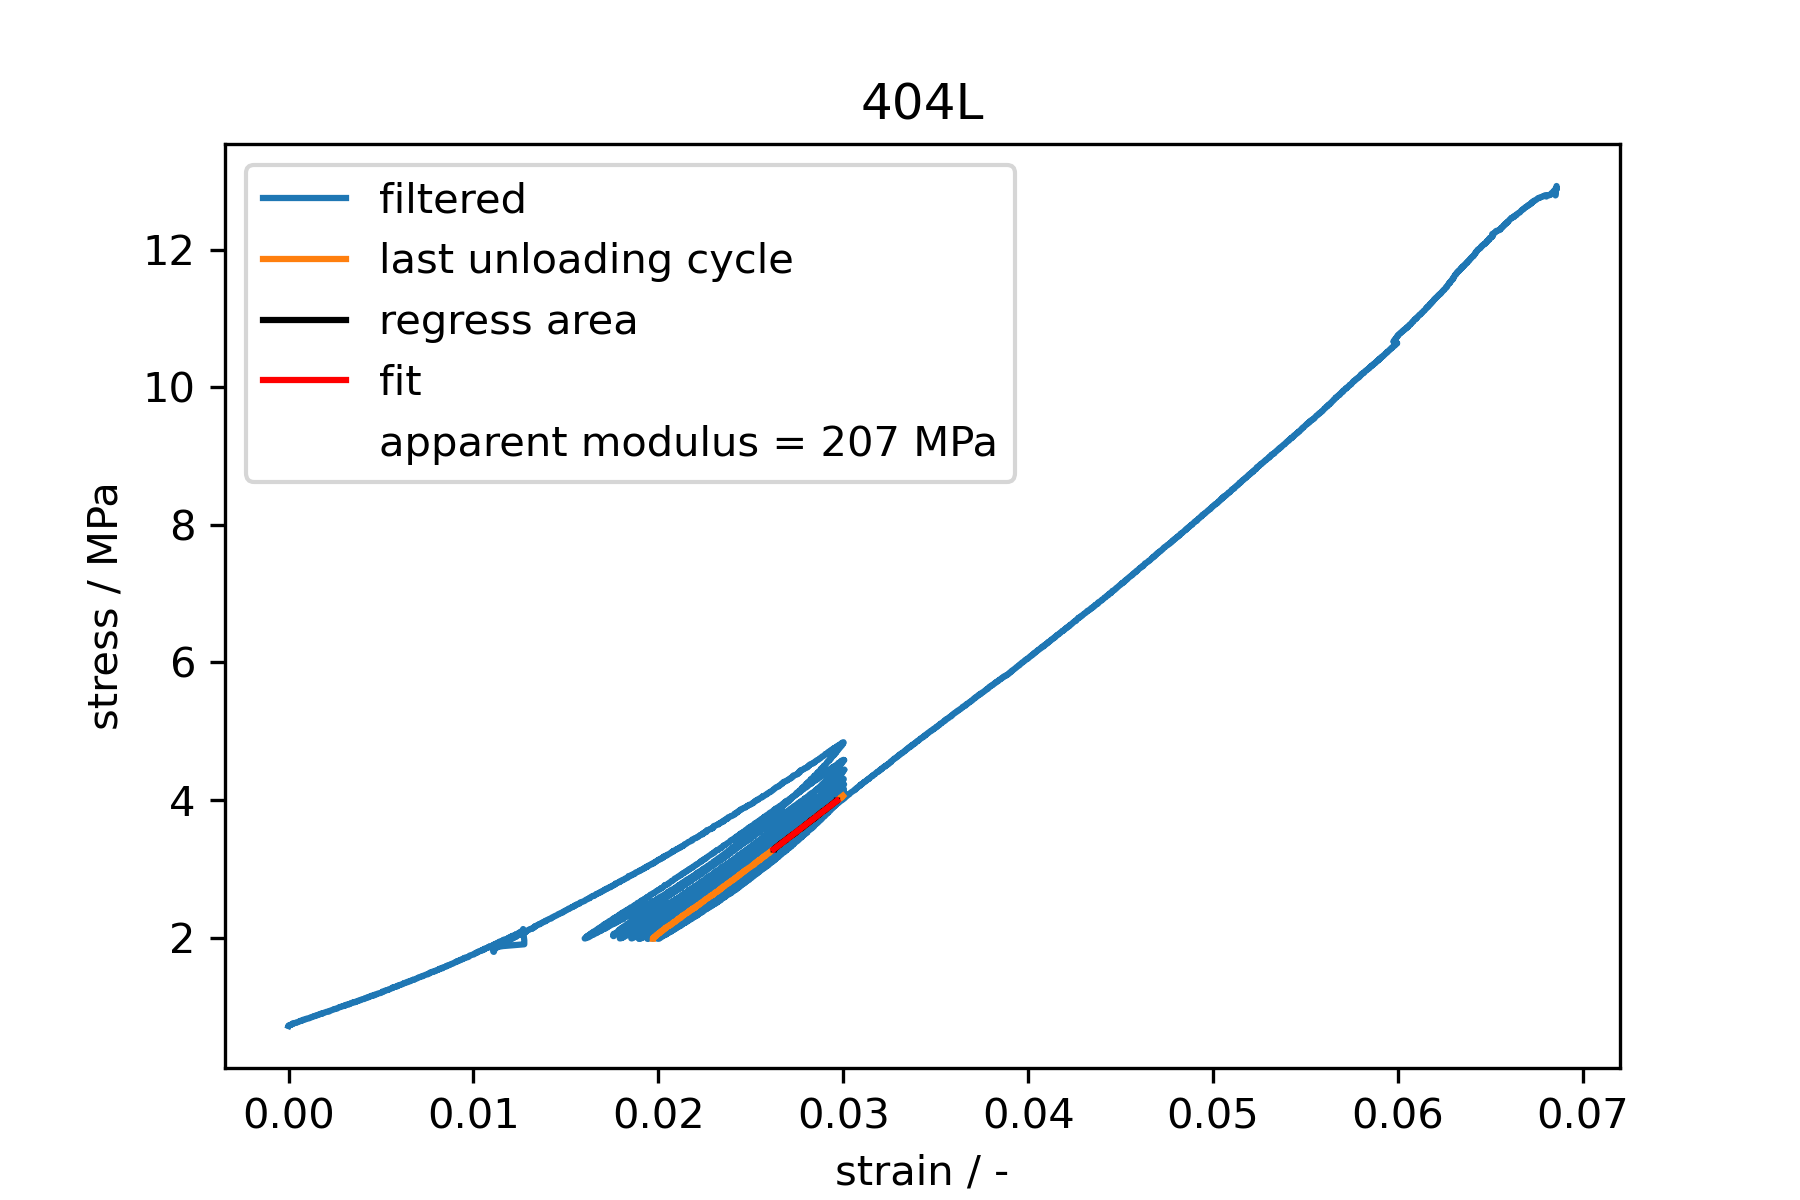 404L
filtered
last unloading cycle
regress area
fit
apparent modulus = 207 MPa
stress / MPa
12
10
8
6
4
2
0.00 0.01 0.02 0.03 0.04 0.05 0.06 0.07
strain / -